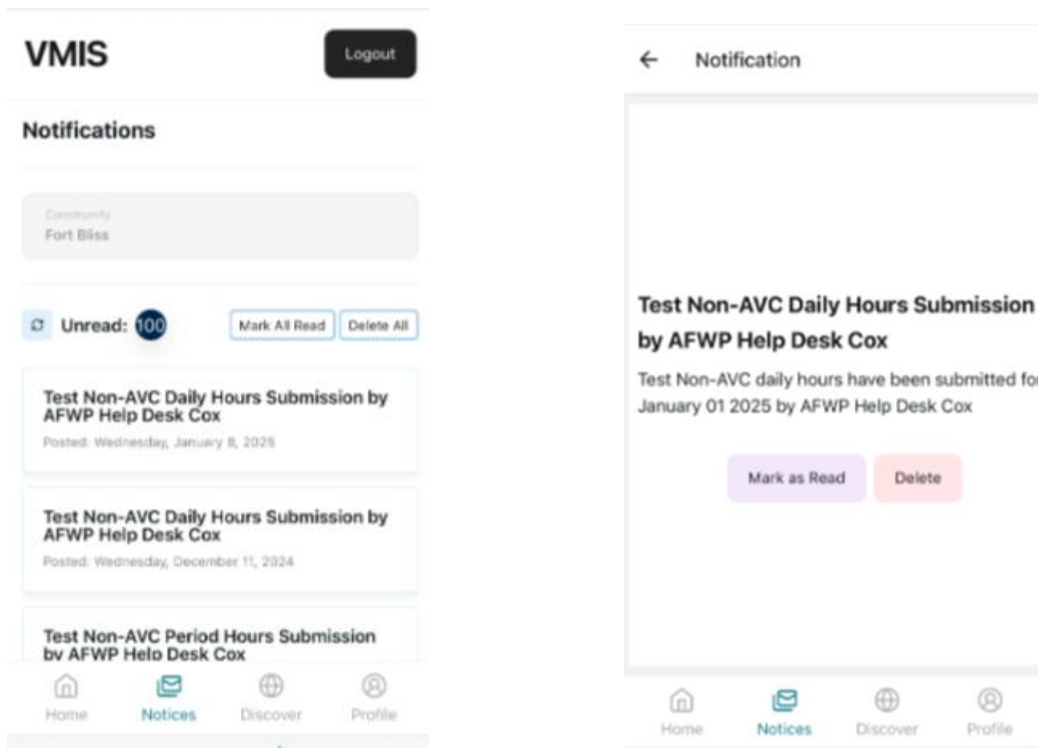 VMIS
Logout
Notifications
Community
Fort Bliss
Unread: 100
Mark All Read
Delete All
Test Non-AVC Daily Hours Submission by
AFWP Help Desk Cox
Posted: Wednesday, January 8, 2025
Test Non-AVC Daily Hours Submission by
AFWP Help Desk Cox
Posted: Wednesday, December 11, 2024
Test Non-AVC Period Hours Submission
by AFWP Help Desk Cox
Home
Notices
Discover
Profile
Notification
Test Non-AVC Daily Hours Submission
by AFWP Help Desk Cox
Test Non-AVC daily hours have been submitted for
January 01 2025 by AFWP Help Desk Cox
Mark as Read
Delete
Home
Notices
Discover
Profile